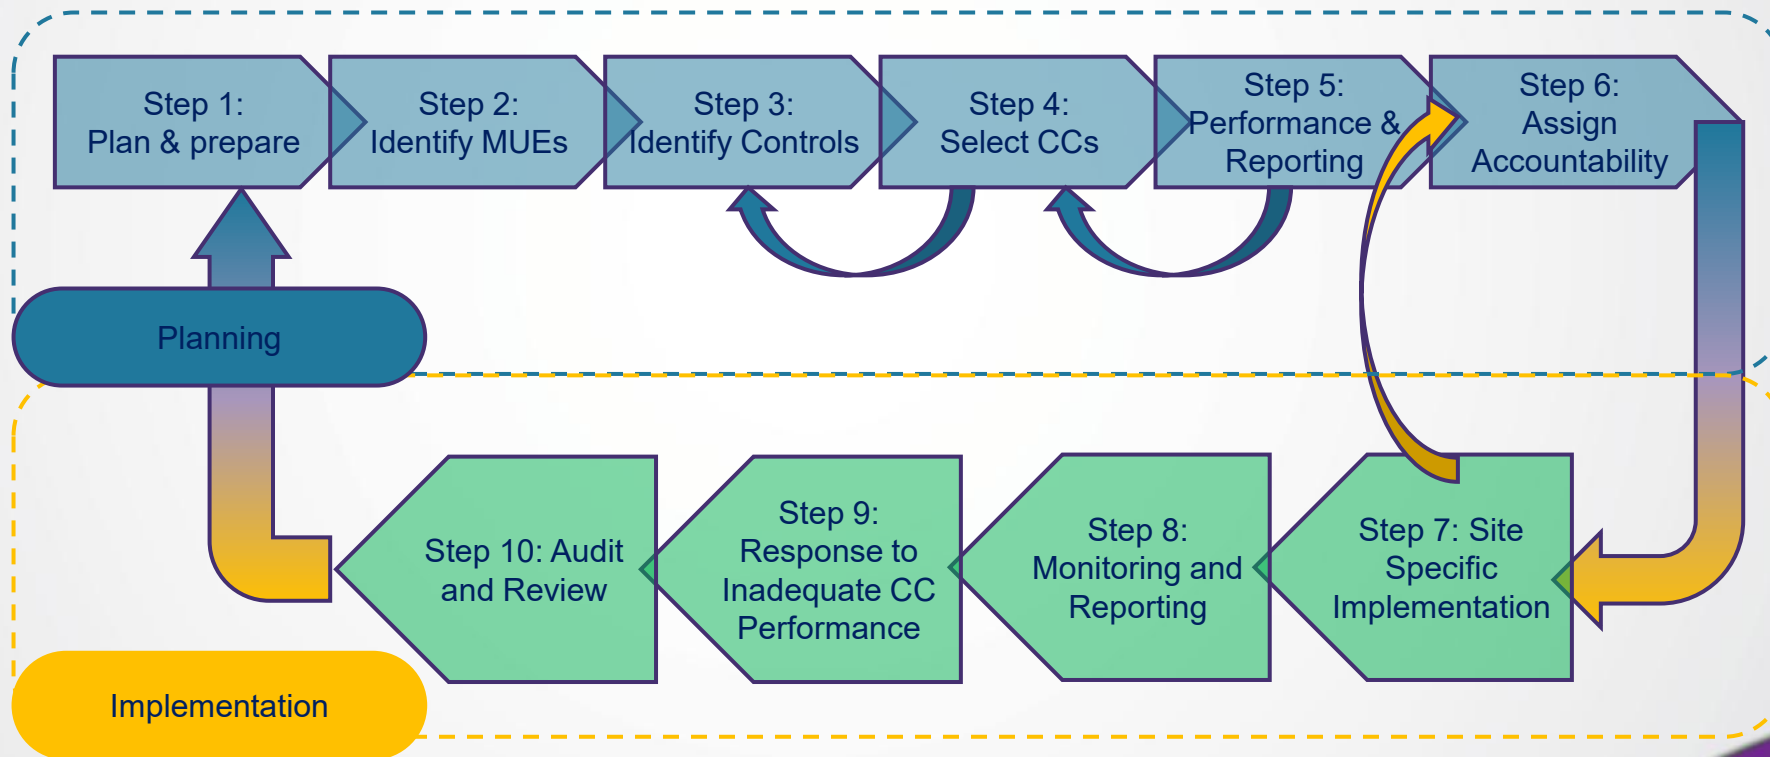 Step 1:
Plan & prepare
Step 2:
Identify MUEs
Step 3:
Identify Controls
Step 4:
Select CCs
Step 5:
Performance &
Reporting
Step 6:
Assign
Accountability
Planning
Step 10: Audit
and Review
Step 9:
Response to
Inadequate CC
Performance
Step 8:
Monitoring and
Reporting
Step 7: Site
Specific
Implementation
Implementation